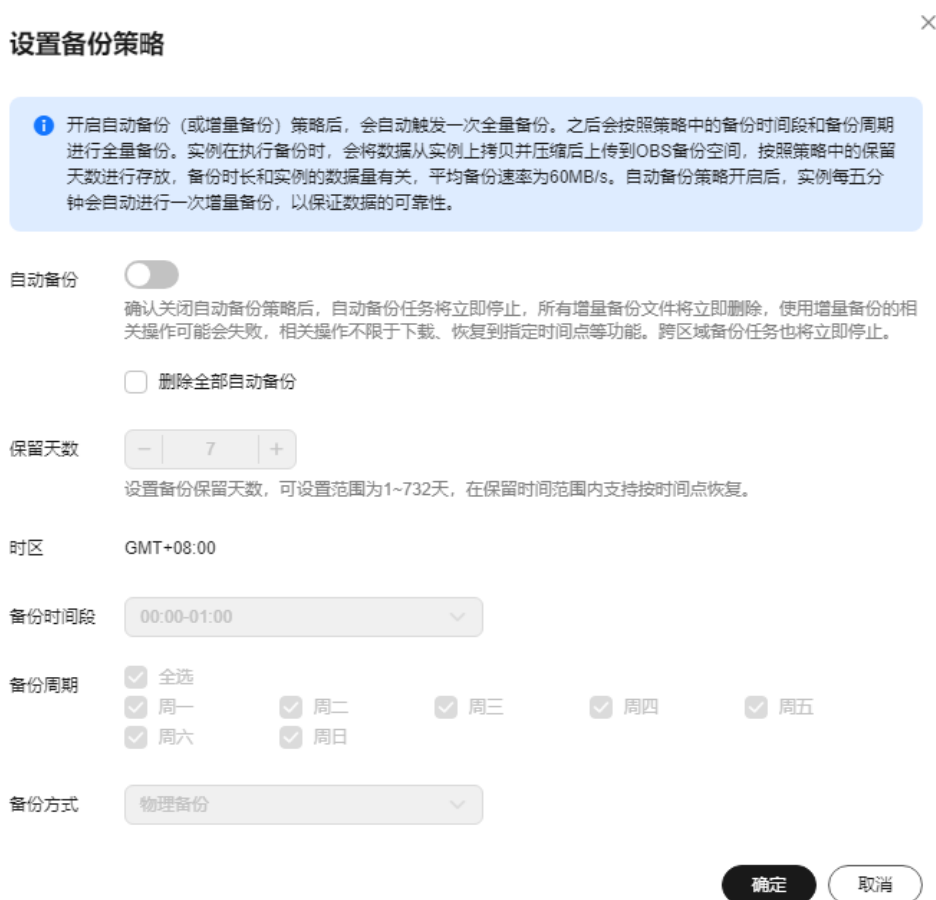 设置备份策略
开启自动备份（或增量备份）策略后，会自动触发一次全量备份。之后会按照策略中的备份时间段和备份周期
进行全量备份。实例在执行备份时，会将数据从实例上拷贝并压缩后上传到OBS备份空间，按照策略中的保留
天数进行存放，备份时长和实例的数据量有关，平均备份速率为60MB/s。自动备份策略开启后，实例每五分
钟会自动进行一次增量备份，以保证数据的可靠性。
自动备份
确认关闭自动备份策略后，自动备份任务将立即停止，所有增量备份文件将立即删除，使用增量备份的相
关操作可能会失败，相关操作不限于下载、恢复到指定时间点等功能。跨区域备份任务也将立即停止。
删除全部自动备份
保留天数 7
设置备份保留天数，可设置范围为1~732天，在保留时间范围内支持按时间点恢复。
时区 GMT+08:00
备份时间段 00:00-01:00
备份周期 全选
周一 周二 周三 周四 周五
周六 周日
备份方式 物理备份
确定 取消